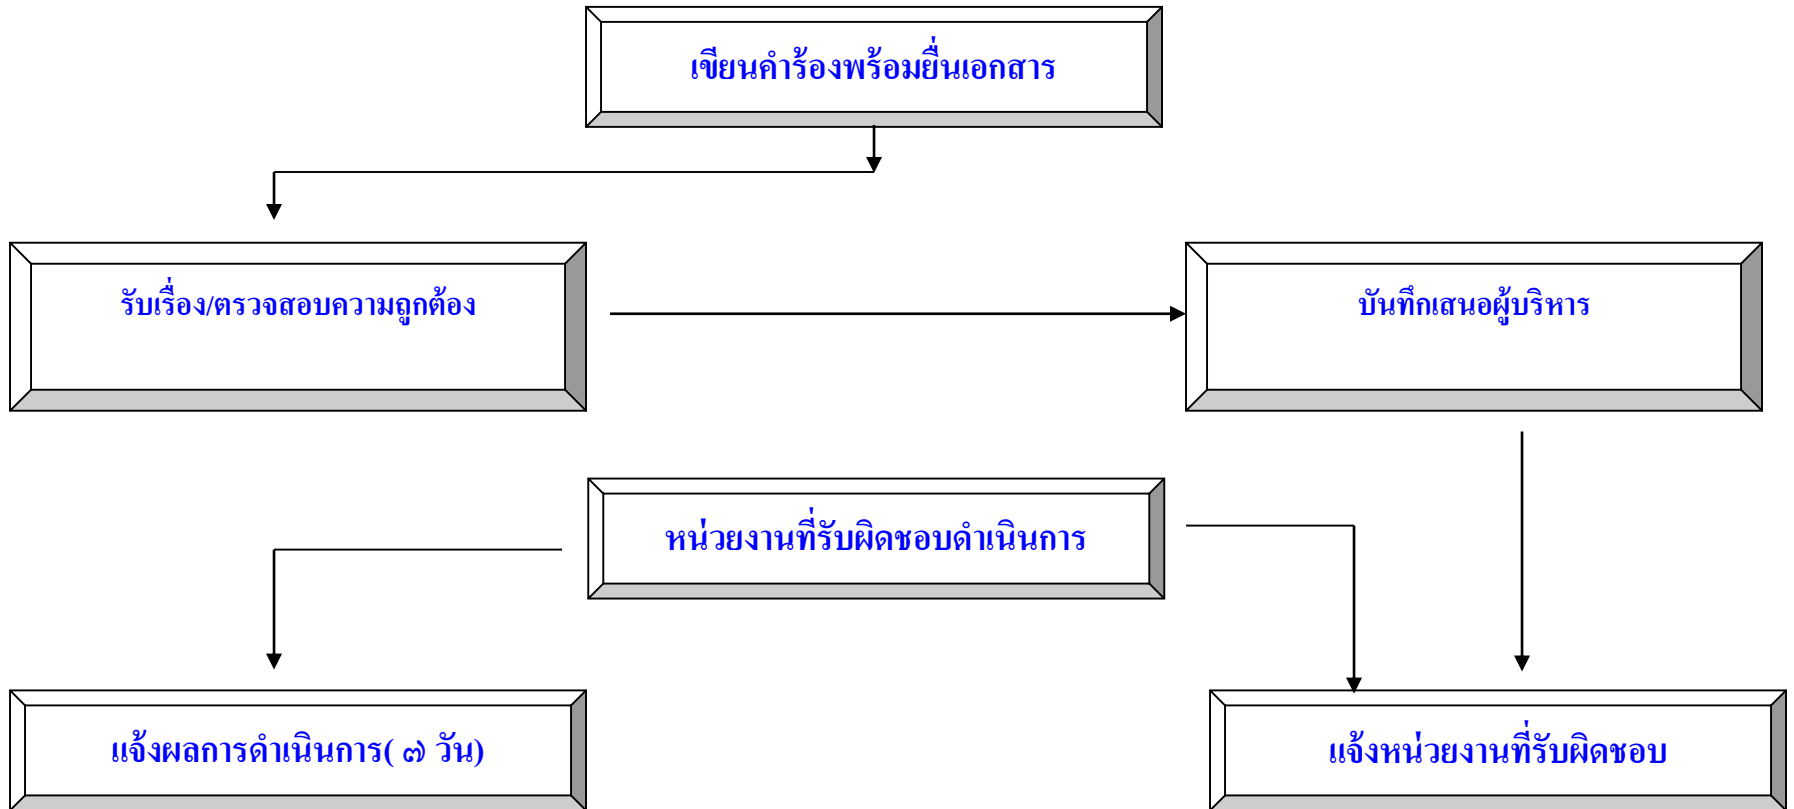 เขียนคำร้องพร้อมยื่นเอกสาร
รับเรื่อง/ตรวจสอบความถูกต้อง
บันทึกเสนอผู้บริหาร
หน่วยงานที่รับผิดชอบดำเนินการ
แจ้งผลการดำเนินการ( ๗ วัน)
แจ้งหน่วยงานที่รับผิดชอบ